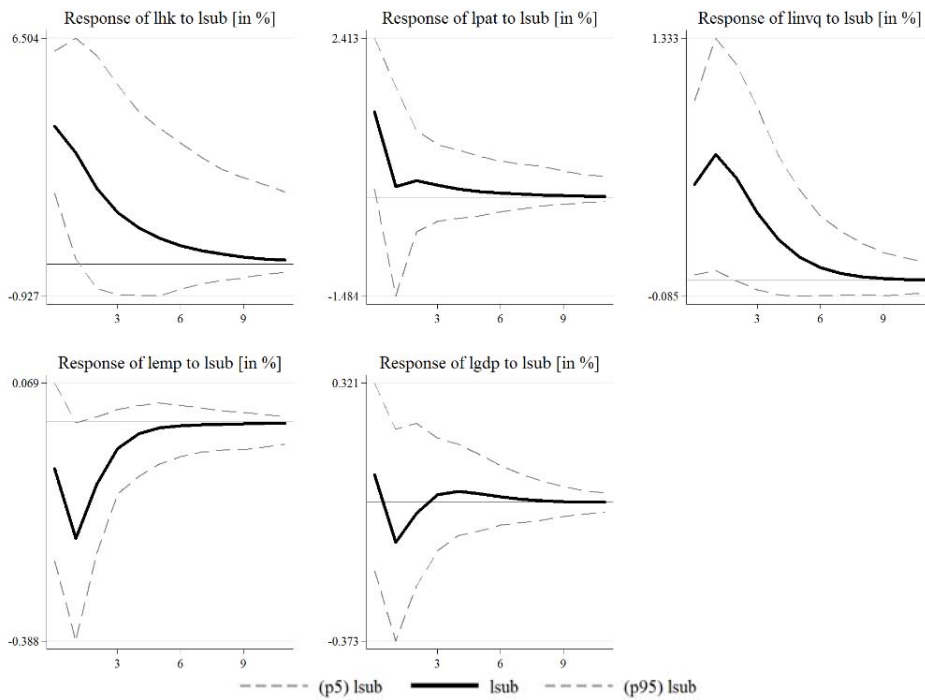 Response of lhk to lsub [in %]
6.504
-0.927
3 6 9
Response of lpat to lsub [in %]
2.413
-1.484
3 6 9
Response of linvq to lsub [in %]
1.333
-0.085
3 6 9
Response of lemp to lsub [in %]
0.069
-0.388
3 6 9
Response of lgdp to lsub [in %]
0.321
-0.373
3 6 9
(p5) lsub lsub (p95) lsub